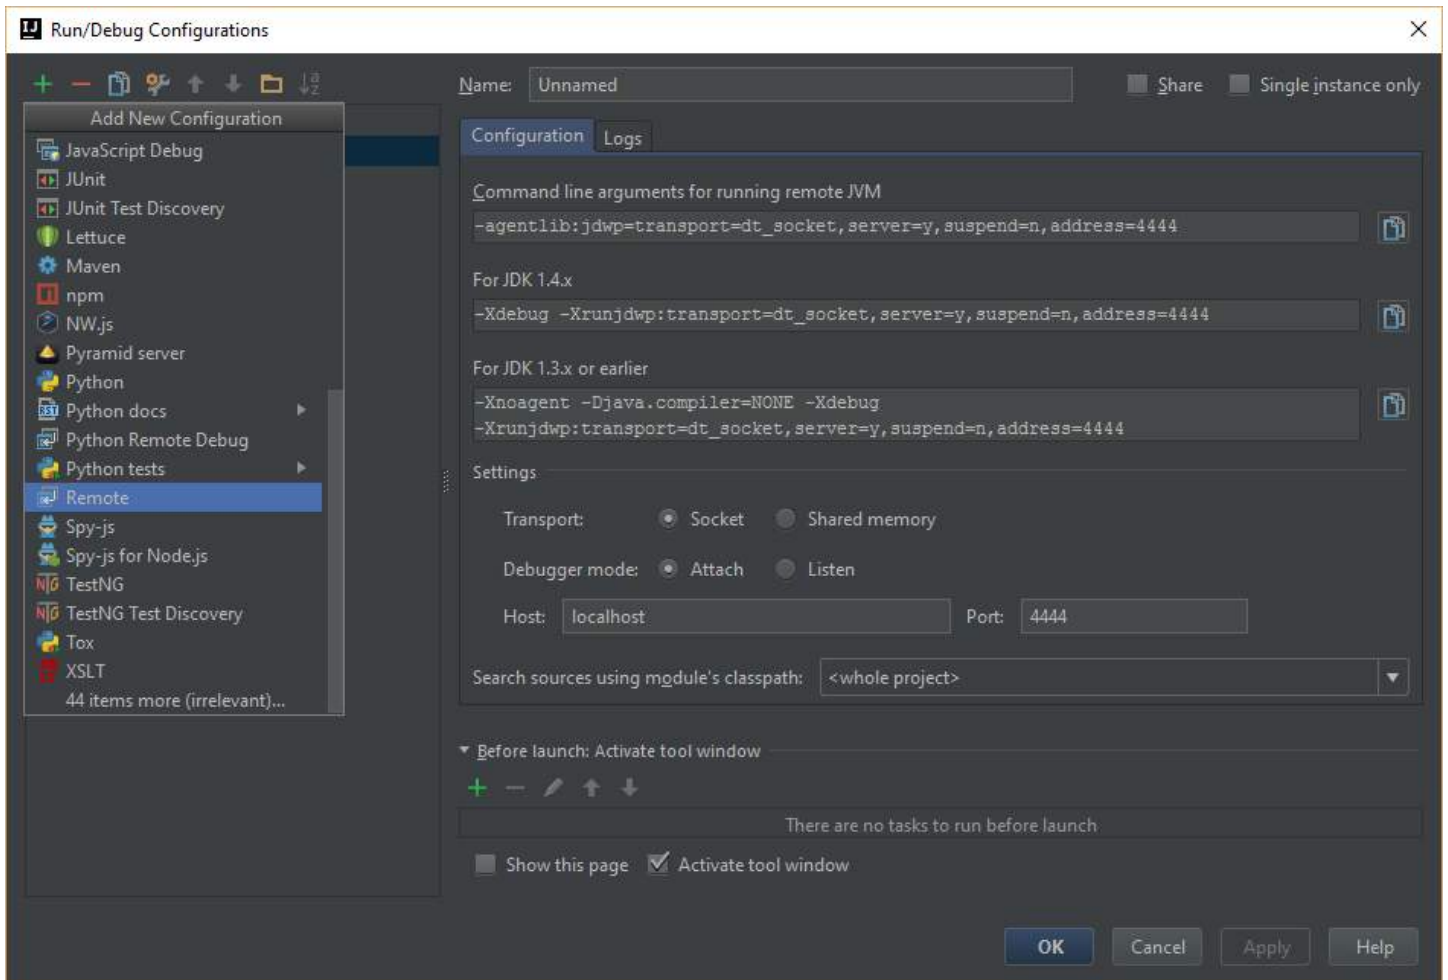 Run/Debug Configurations
Name: Unnamed
Share
Single instance only
Add New Configuration
JavaScript Debug
JUnit
JUnit Test Discovery
Lettuce
Maven
npm
NW.js
Pyramid server
Python
Python docs
Python Remote Debug
Python tests
Remote
Spy-js
Spy-js for Node.js
TestNG
TestNG Test Discovery
Tox
XSLT
44 items more (irrelevant)...
Configuration
Logs
Command line arguments for running remote JVM
-agentlib:jdwp=transport=dt_socket,server=y,suspend=n,address=4444
For JDK 1.4.x
-Xdebug -Xrunjdwp:transport=dt_socket,server=y,suspend=n,address=4444
For JDK 1.3.x or earlier
-Xnoagent -Djava.compiler=NONE -Xdebug
-Xrunjdwp:transport=dt_socket,server=y,suspend=n,address=4444
Settings
Transport: Socket Shared memory
Debugger mode: Attach Listen
Host: localhost Port: 4444
Search sources using module's classpath: <whole project>
Before launch: Activate tool window
There are no tasks to run before launch
Show this page Activate tool window
OK Cancel Apply Help